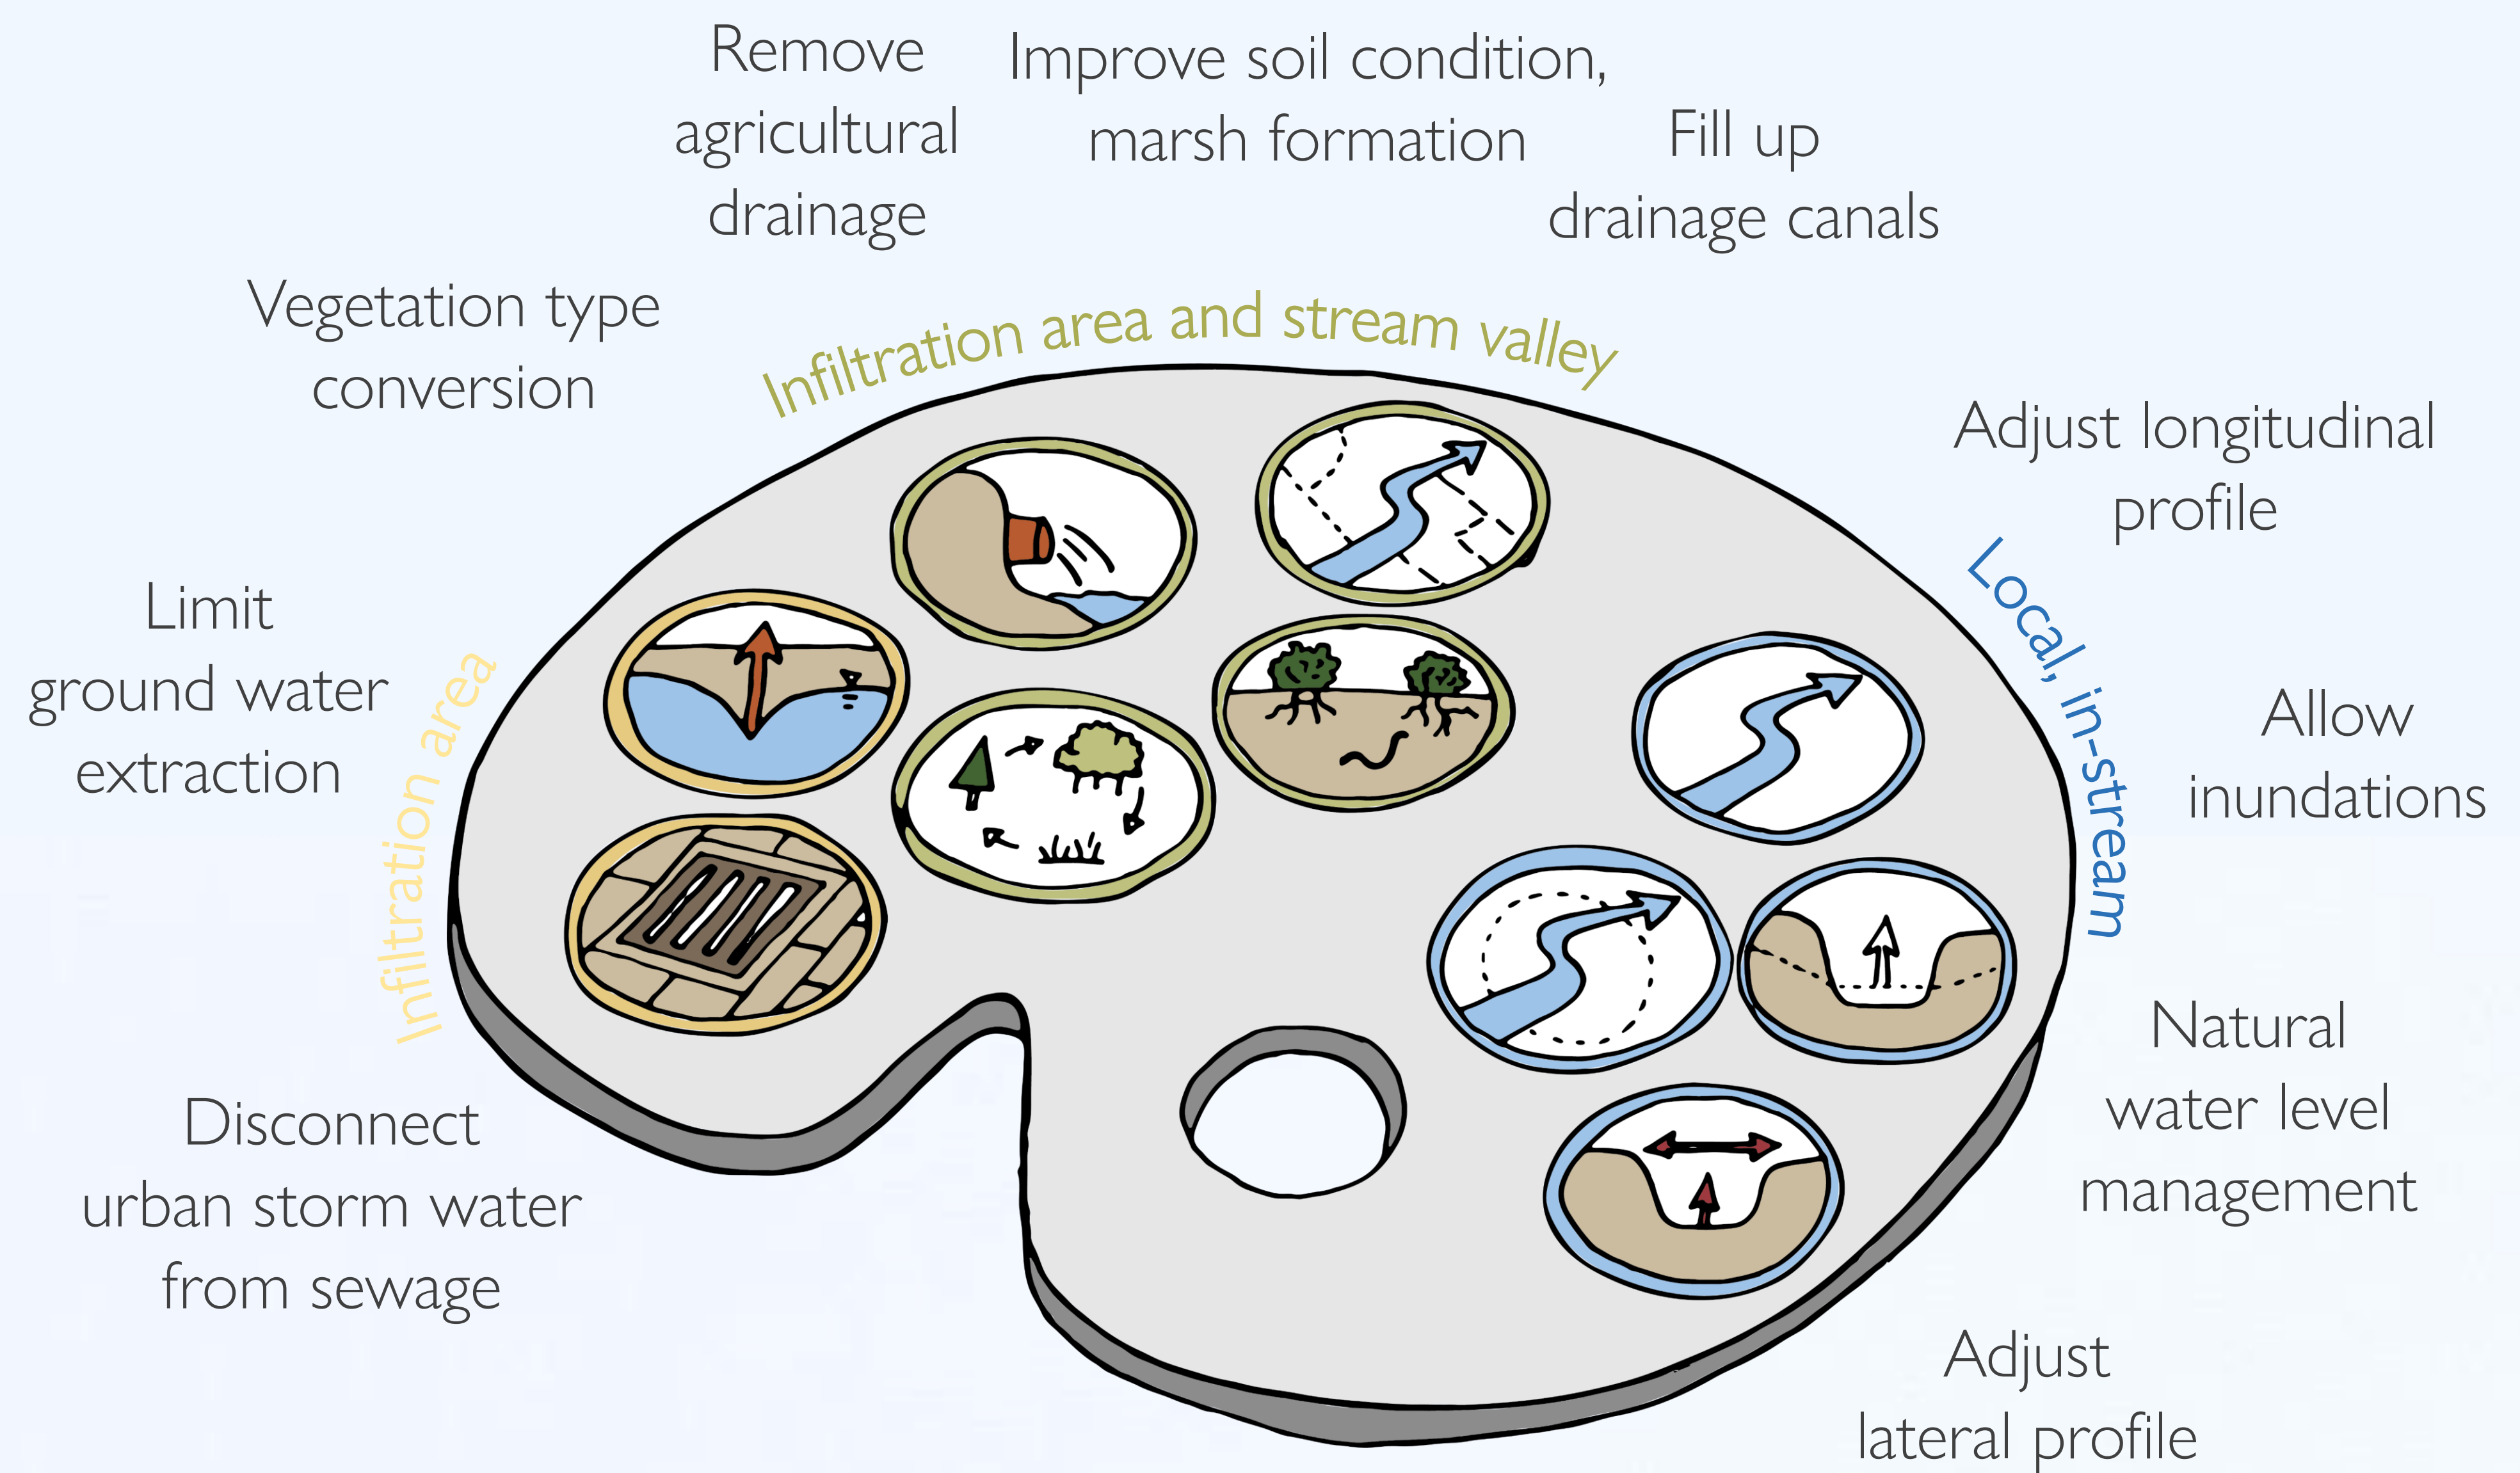 Remove
agricultural
drainage
Improve soil condition,
marsh formation
Fill up
drainage canals
Vegetation type
conversion
Infiltration area and stream valley
Adjust longitudinal
profile
Limit
ground water
extraction
Infiltration area
Local, in-stream
Allow
inundations
Natural
water level
management
Disconnect
urban storm water
from sewage
Adjust
lateral profile